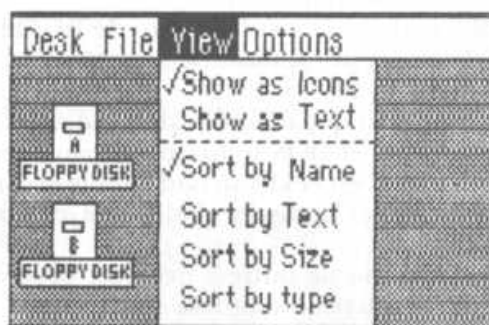 Desk File View Options
✓Show as Icons
Show as Text
A
FLOPPY DISK
✓Sort by Name
Sort by Text
B
FLOPPY DISK
Sort by Size
Sort by type